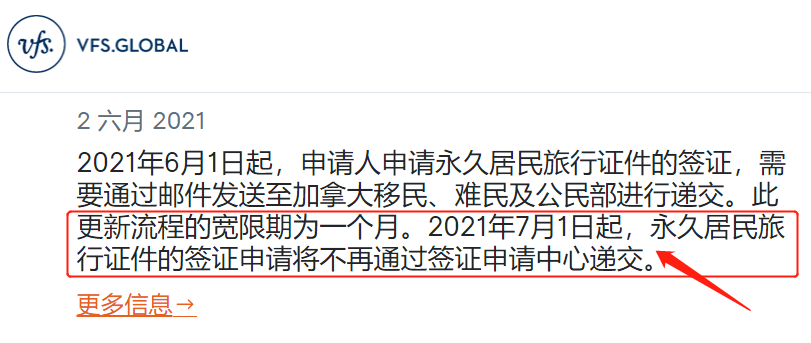 vfs.
VFS.GLOBAL
2 六月 2021
2021年6月1日起，申请人申请永久居民旅行证件的签证，需
要通过邮件发送至加拿大移民、难民及公民部进行递交。此
更新流程的宽限期为一个月。2021年7月1日起，永久居民旅
行证件的签证申请将不再通过签证申请中心递交。
更多信息→